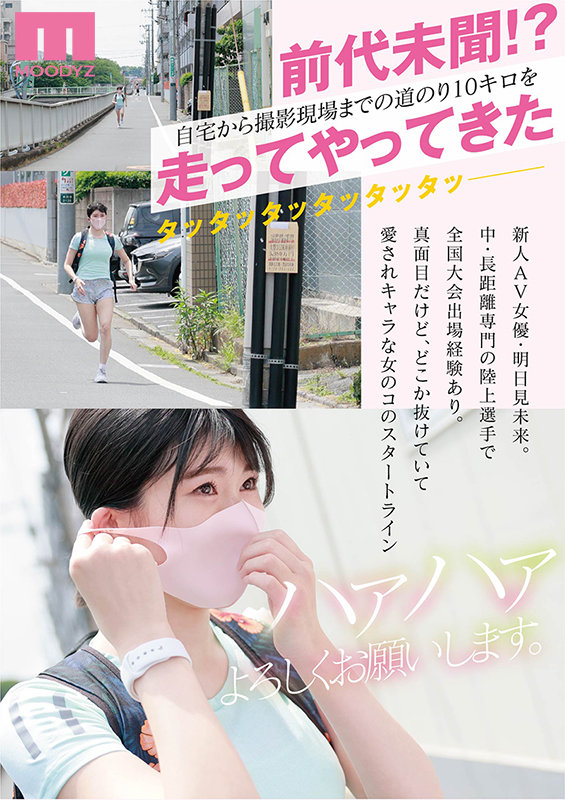 MOODYZ
前代未聞!?
自宅から撮影現場までの道のり10キロを
走ってやってきた
タッタッタッタッタッタッ―――
新人AV女優・明日見未来。
中・長距離専門の陸上選手で
全国大会出場経験あり。
真面目だけど、どこか抜けていて
愛されキャラな女のコのスタートライン
ハァハァ
よろしくお願いします。